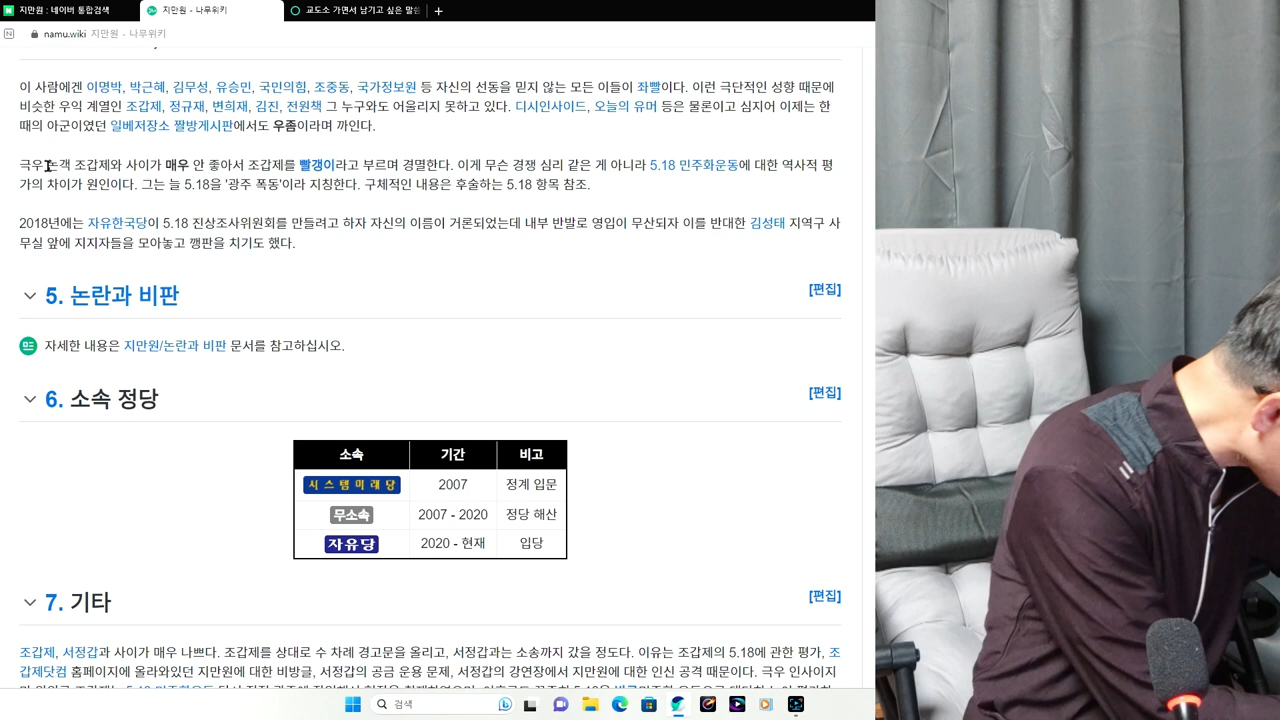 지만원 : 네이버 통합검색
지만원 - 나무위키
교도소 가면서 남기고 싶은 말씀
namu.wiki 지만원 - 나무위키
이 사람에겐 이명박, 박근혜, 김무성, 유승민, 국민의힘, 조중동, 국가정보원 등 자신의 선동을 믿지 않는 모든 이들이 좌빨이다. 이런 극단적인 성향 때문에
비슷한 우익 계열인 조갑제, 정규재, 변희재, 김진, 전원책 그 누구와도 어울리지 못하고 있다. 디시인사이드, 오늘의 유머 등은 물론이고 심지어 이제는 한
때의 아군이였던 일베저장소 짤방게시판에서도 우좀이라며 까인다.
극우 논객 조갑제와 사이가 매우 안 좋아서 조갑제를 빨갱이라고 부르며 경멸한다. 이게 무슨 경쟁 심리 같은 게 아니라 5.18 민주화운동에 대한 역사적 평
가의 차이가 원인이다. 그는 늘 5.18을 '광주 폭동'이라 지칭한다. 구체적인 내용은 후술하는 5.18 항목 참조.
2018년에는 자유한국당이 5.18 진상조사위원회를 만들려고 하자 자신의 이름이 거론되었는데 내부 반발로 영입이 무산되자 이를 반대한 김성태 지역구 사
무실 앞에 지지자들을 모아놓고 깽판을 치기도 했다.
5. 논란과 비판
[편집]
자세한 내용은 지만원/논란과 비판 문서를 참고하십시오.
6. 소속 정당
[편집]
소속 기간 비고
시스템미래당 2007 정계 입문
무소속 2007 - 2020 정당 해산
자유당 2020 - 현재 입당
7. 기타
[편집]
조갑제, 서정갑과 사이가 매우 나쁘다. 조갑제를 상대로 수 차례 경고문을 올리고, 서정갑과는 소송까지 갔을 정도다. 이유는 조갑제의 5.18에 관한 평가, 조
갑제닷컴 홈페이지에 올라와있던 지만원에 대한 비방글, 서정갑의 공금 운용 문제, 서정갑의 강연장에서 지만원에 대한 인신 공격 때문이다. 극우 인사이지
검색